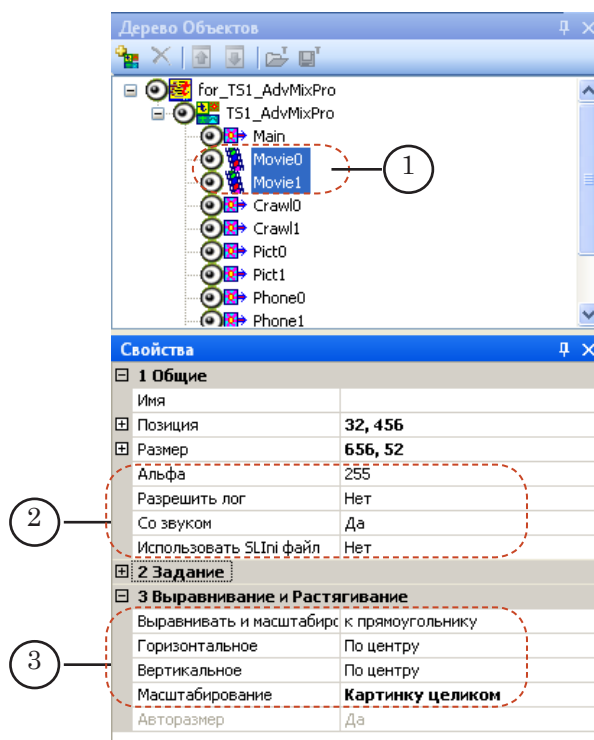 Дерево Объектов
for_TS1_AdvMixPro
TS1_AdvMixPro
Main
Movie0
Movie1
1
Crawl0
Crawl1
Pict0
Pict1
Phone0
Phone1
Свойства
1 Общие
Имя
Позиция 32, 456
Размер 656, 52
Альфа 255
Разрешить лог Нет
2
Со звуком Да
Использовать SLIni файл Нет
2 Задание
3 Выравнивание и Растягивание
Выравнивать и масштабирс к прямоугольнику
Горизонтальное По центру
3
Вертикальное По центру
Масштабирование Картинку целиком
Авторазмер Да